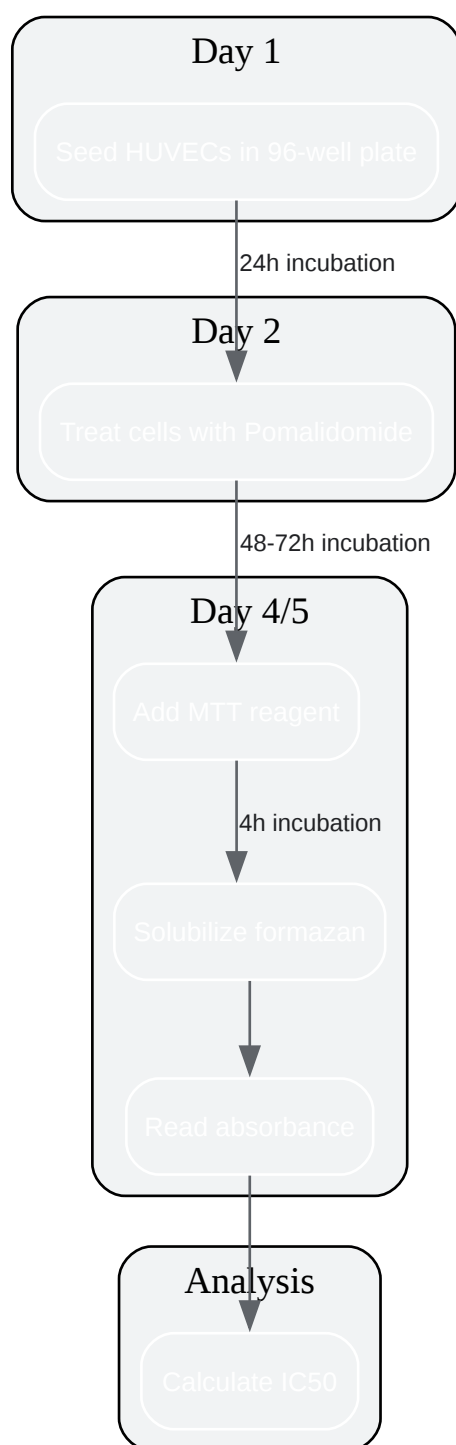 Day 1
Seed HUVECs in 96-well plate
24h incubation
Day 2
Treat cells with Pomalidomide
48-72h incubation
Day 4/5
Add MTT reagent
4h incubation
Solubilize formazan
Read absorbance
Analysis
Calculate IC50